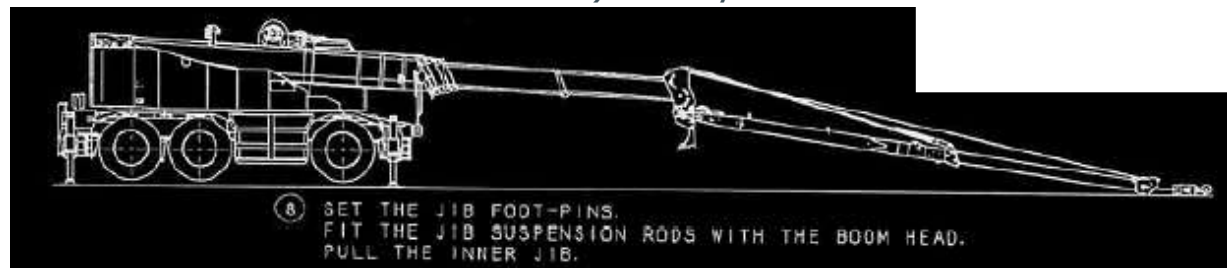 8 SET THE JIB FOOT-PINS.
FIT THE JIB SUSPENSION RODS WITH THE BOOM HEAD.
PULL THE INNER JIB.